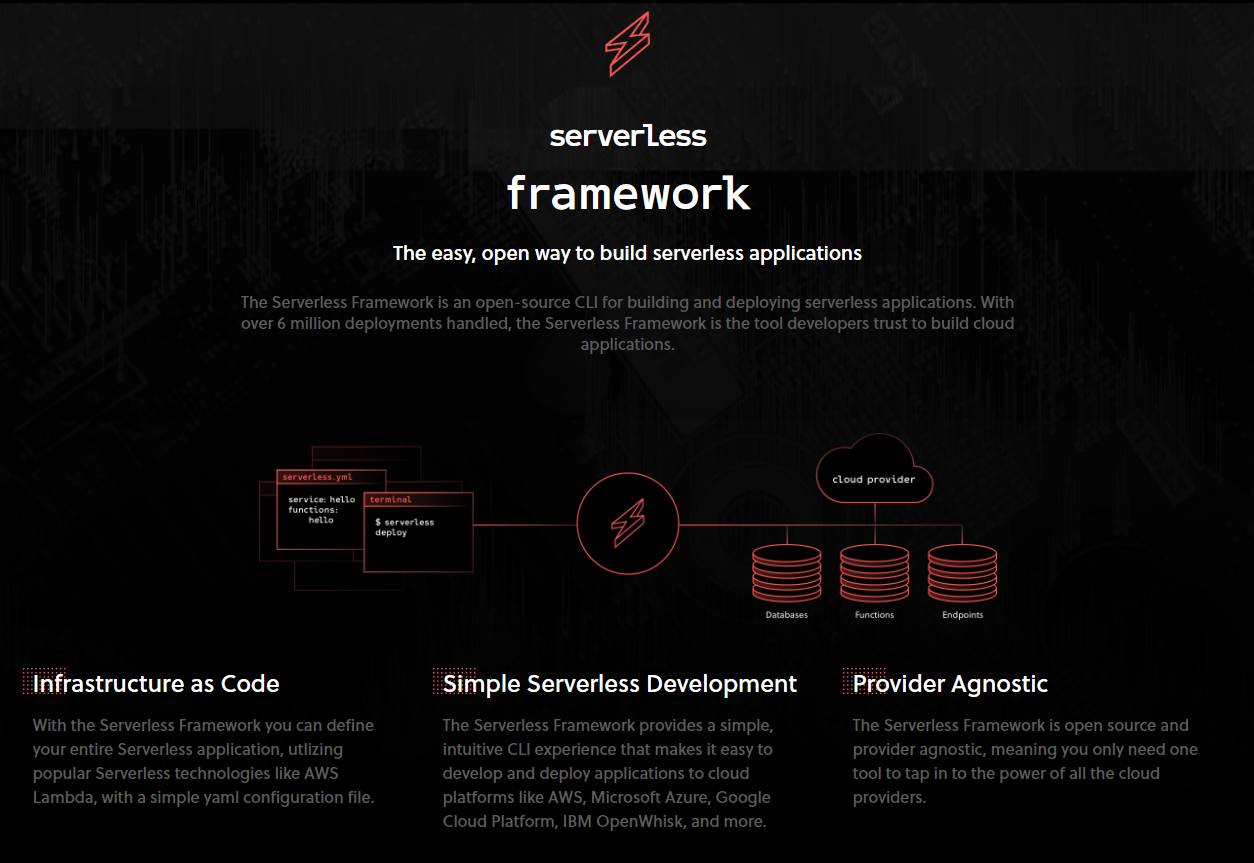 serverless
framework
The easy, open way to build serverless applications
The Serverless Framework is an open-source CLI for building and deploying serverless applications. With
over 6 million deployments handled, the Serverless Framework is the tool developers trust to build cloud
applications.
serverless.yml
service: hello
functions:
hello
terminal
$ serverless
deploy
cloud provider
Databases
Functions
Endpoints
Infrastructure as Code
With the Serverless Framework you can define
your entire Serverless application, utlizing
popular Serverless technologies like AWS
Lambda, with a simple yaml configuration file.
Simple Serverless Development
The Serverless Framework provides a simple,
intuitive CLI experience that makes it easy to
develop and deploy applications to cloud
platforms like AWS, Microsoft Azure, Google
Cloud Platform, IBM OpenWhisk, and more.
Provider Agnostic
The Serverless Framework is open source and
provider agnostic, meaning you only need one
tool to tap in to the power of all the cloud
providers.